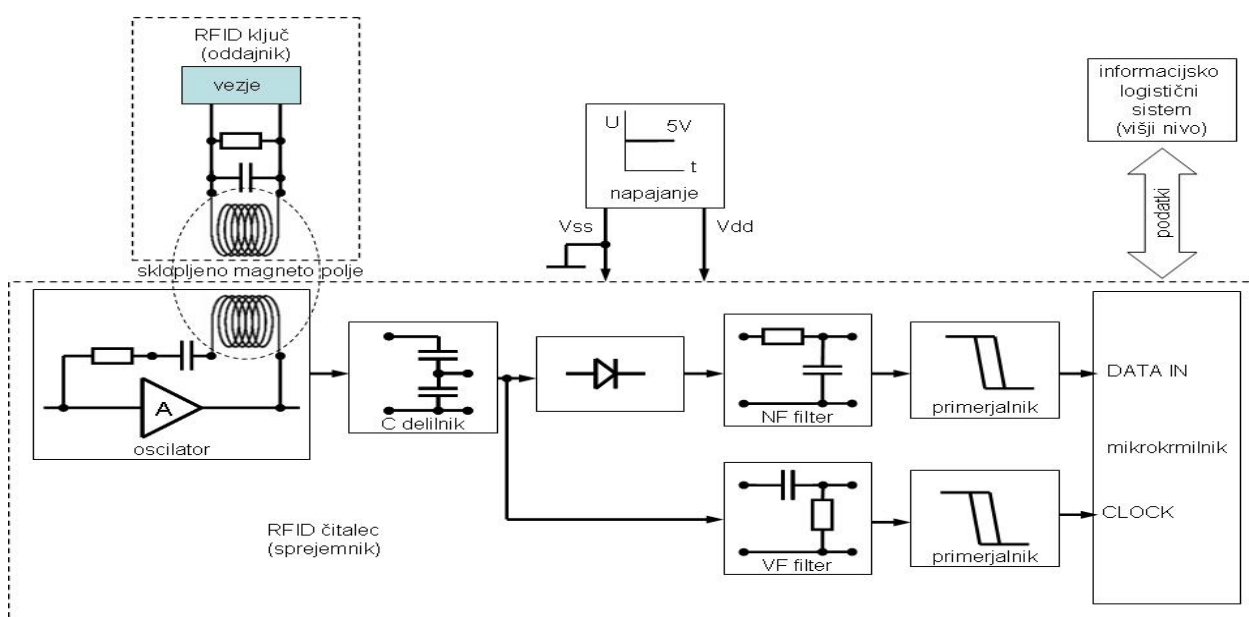 RFID ključ
(oddajnik)
vezje
sklopljeno magneto polje
U
5V
t
napajanje
Vss
Vdd
informacijsko
logistični
sistem
(višji nivo)
podatki
A
oscilator
C delilnik
NF filter
primerjalnik
DATA IN
mikrokrmilnik
VF filter
primerjalnik
CLOCK
RFID čitalec
(sprejemnik)